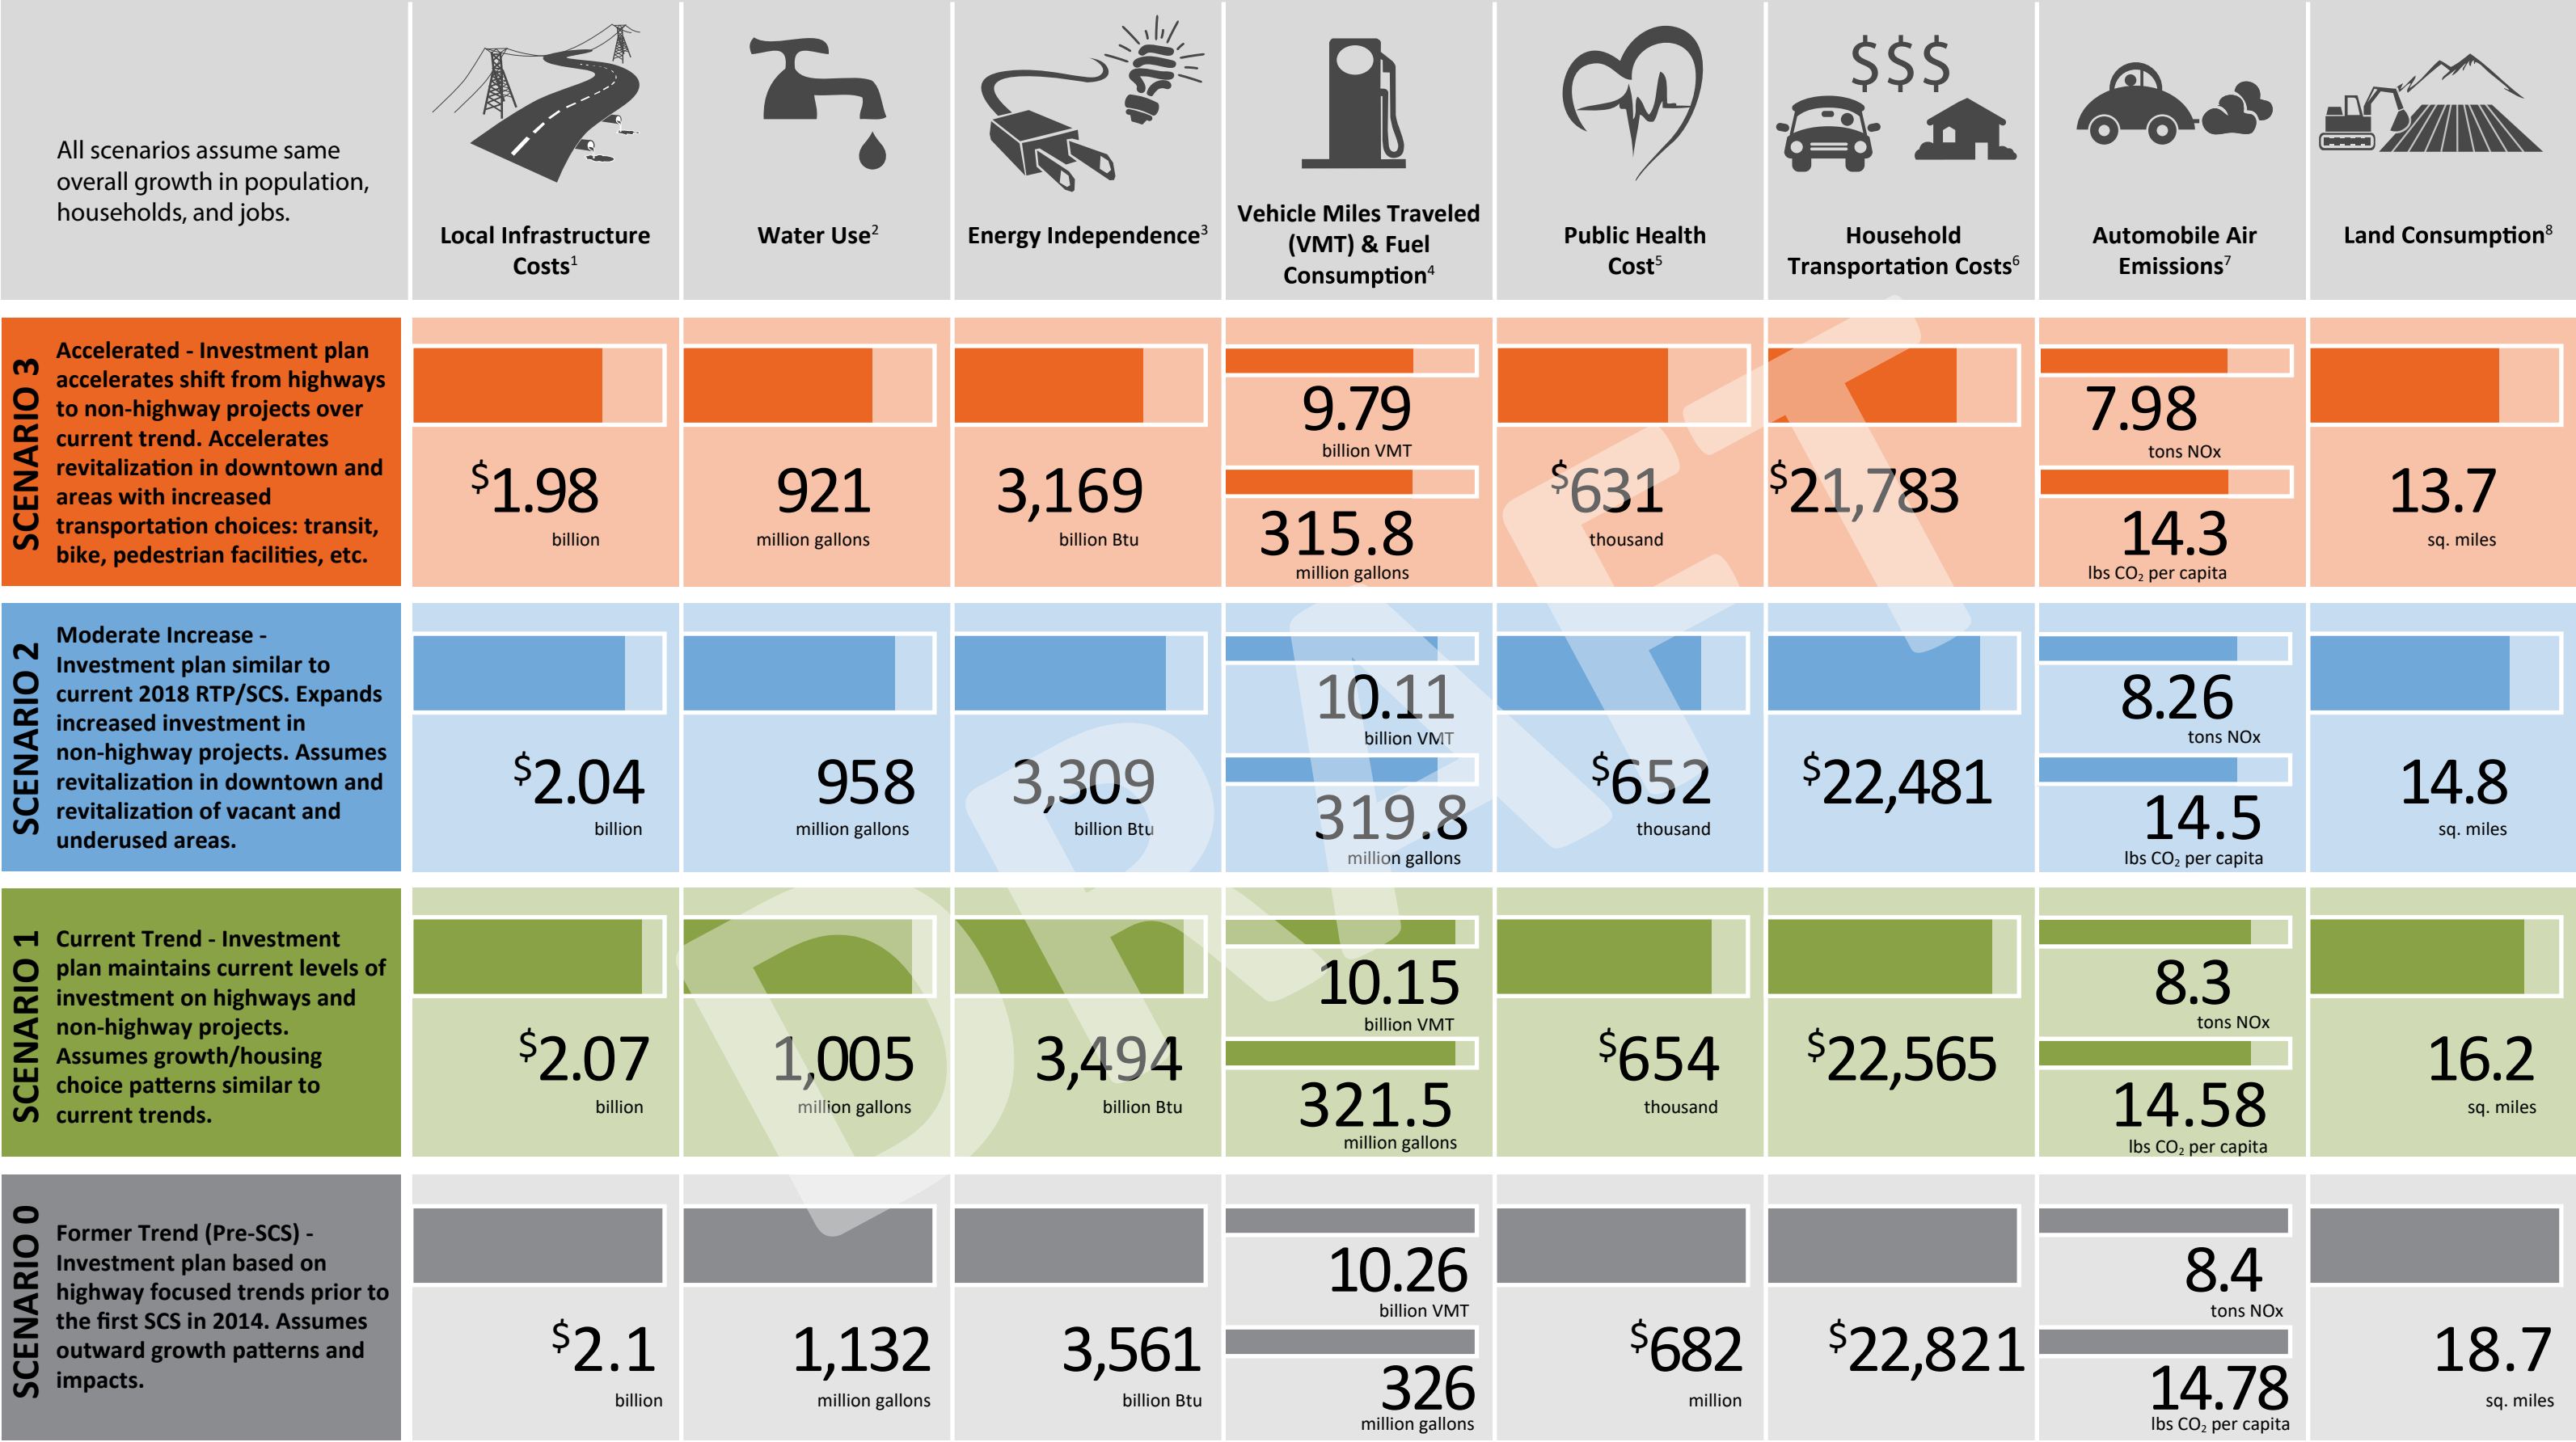 All scenarios assume same
overall growth in population,
households, and jobs.
Local Infrastructure
Costs1
Water Use2
Energy Independence3
Vehicle Miles Traveled
(VMT) & Fuel
Consumption4
Public Health
Cost5
$$$
Household
Transportation Costs6
Automobile Air
Emissions7
Land Consumption8
SCENARIO 3
Accelerated - Investment plan
accelerates shift from highways
to non-highway projects over
current trend. Accelerates
revitalization in downtown and
areas with increased
transportation choices: transit,
bike, pedestrian facilities, etc.
$1.98
billion
921
million gallons
3,169
billion Btu
9.79
billion VMT
315.8
million gallons
$631
thousand
$21,783
7.98
tons NOx
14.3
lbs CO2 per capita
13.7
sq. miles
SCENARIO 2
Moderate Increase -
Investment plan similar to
current 2018 RTP/SCS. Expands
increased investment in
non-highway projects. Assumes
revitalization in downtown and
revitalization of vacant and
underused areas.
$2.04
billion
958
million gallons
3,309
billion Btu
10.11
billion VMT
319.8
million gallons
$652
thousand
$22,481
8.26
tons NOx
14.5
lbs CO2 per capita
14.8
sq. miles
SCENARIO 1
Current Trend - Investment
plan maintains current levels of
investment on highways and
non-highway projects.
Assumes growth/housing
choice patterns similar to
current trends.
$2.07
billion
1,005
million gallons
3,494
billion Btu
10.15
billion VMT
321.5
million gallons
$654
thousand
$22,565
8.3
tons NOx
14.58
lbs CO2 per capita
16.2
sq. miles
SCENARIO 0
Former Trend (Pre-SCS) -
Investment plan based on
highway focused trends prior to
the first SCS in 2014. Assumes
outward growth patterns and
impacts.
$2.1
billion
1,132
million gallons
3,561
billion Btu
10.26
billion VMT
326
million gallons
$682
million
$22,821
8.4
tons NOx
14.78
lbs CO2 per capita
18.7
sq. miles
DRAFT